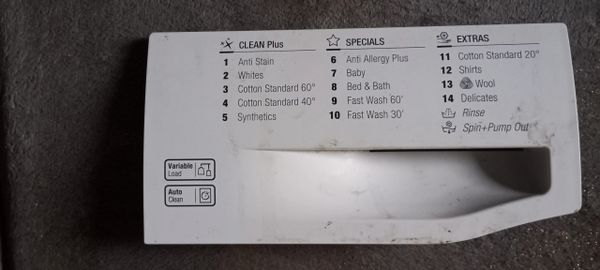 CLEAN Plus
1 Anti Stain
2 Whites
3 Cotton Standard 60°
4 Cotton Standard 40°
5 Synthetics
SPECIALS
6 Anti Allergy Plus
7 Baby
8 Bed & Bath
9 Fast Wash 60'
10 Fast Wash 30'
EXTRAS
11 Cotton Standard 20°
12 Shirts
13 Wool
14 Delicates
Rinse
Spin+Pump Out
Variable
Load
Auto
Clean